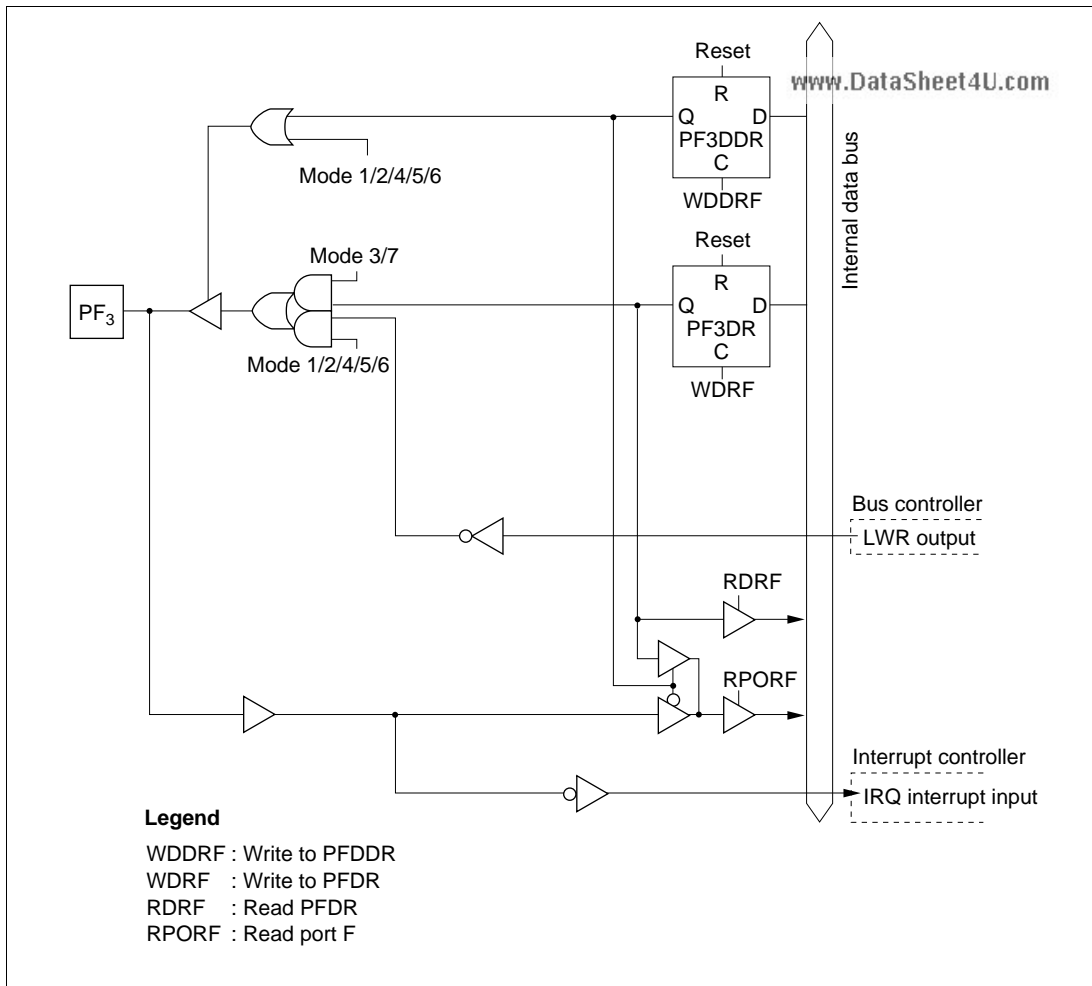 Reset
www.DataSheet4U.com
R
Q D
PF3DDR
C
WDDRF
Mode 1/2/4/5/6
Internal data bus
Reset
Mode 3/7
R
Q D
PF3DR
C
WDRF
PF3
Mode 1/2/4/5/6
Bus controller
LWR output
RDRF
RPORF
Interrupt controller
IRQ interrupt input
Legend
WDDRF : Write to PFDDR
WDRF : Write to PFDR
RDRF : Read PFDR
RPORF : Read port F